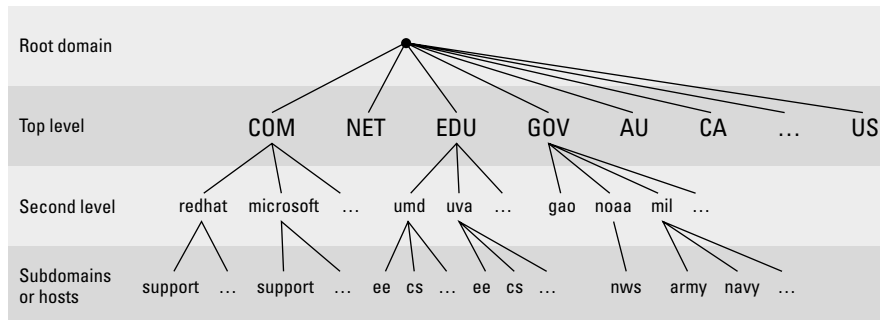 Root domain
Top level COM NET EDU GOV AU CA ... US
Second level redhat microsoft ... umd uva ... gao noaa mil ...
Subdomains
or hosts
support ... support ... ee cs ... ee cs ... nws army navy ...